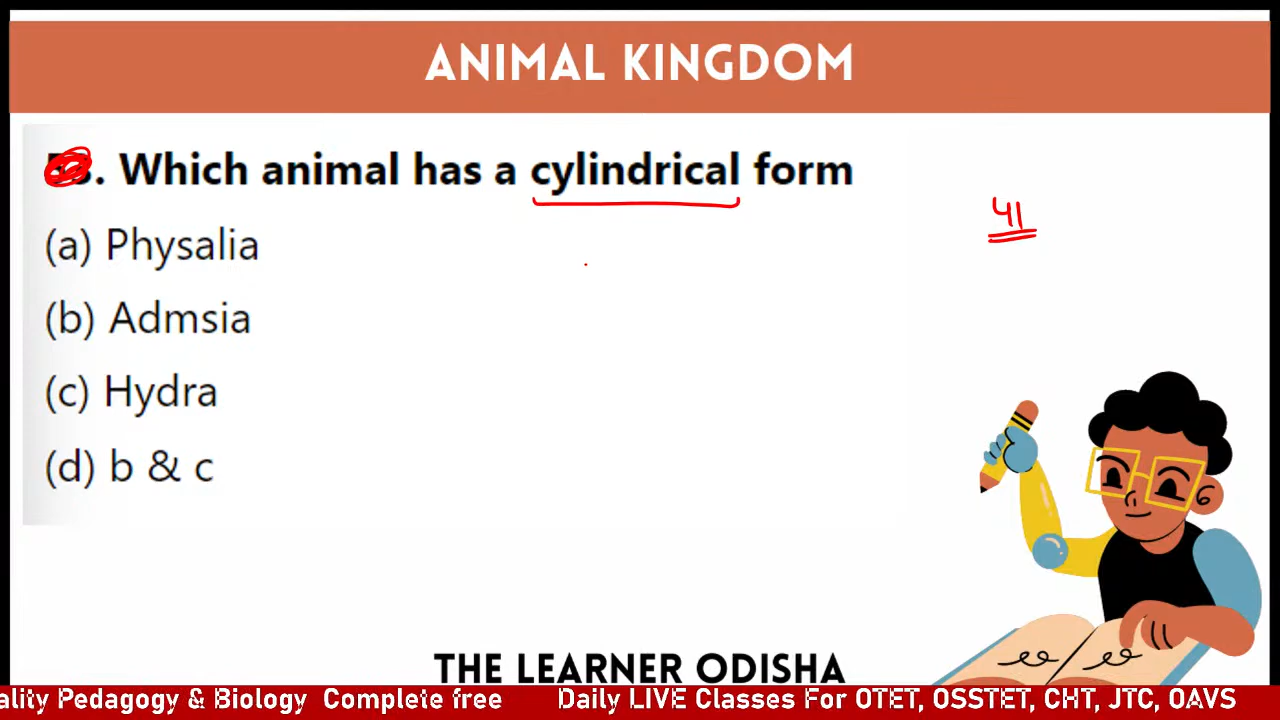 ANIMAL KINGDOM
. Which animal has a cylindrical form
41
(a) Physalia
(b) Admsia
(c) Hydra
(d) b & c
THE LEARNER ODISHA
ality Pedagogy & Biology Complete free Daily LIVE Classes For OTET, OSSTET, CHT, JTC, OAVS